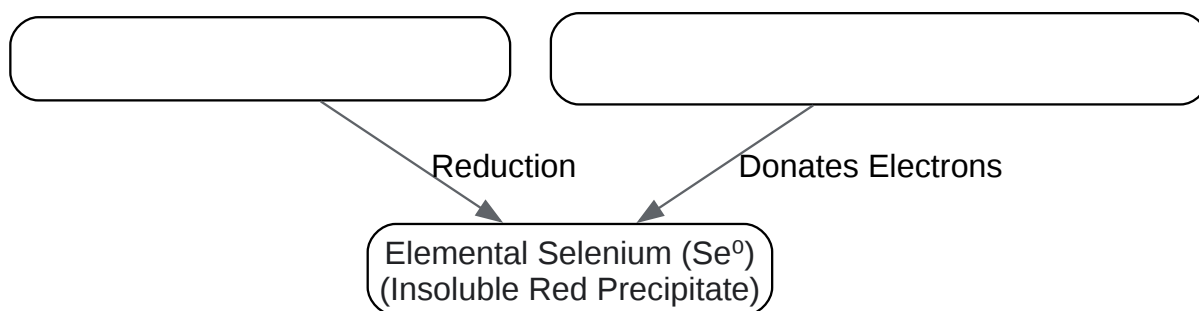 Reduction
Donates Electrons
Elemental Selenium (Se⁰)
(Insoluble Red Precipitate)